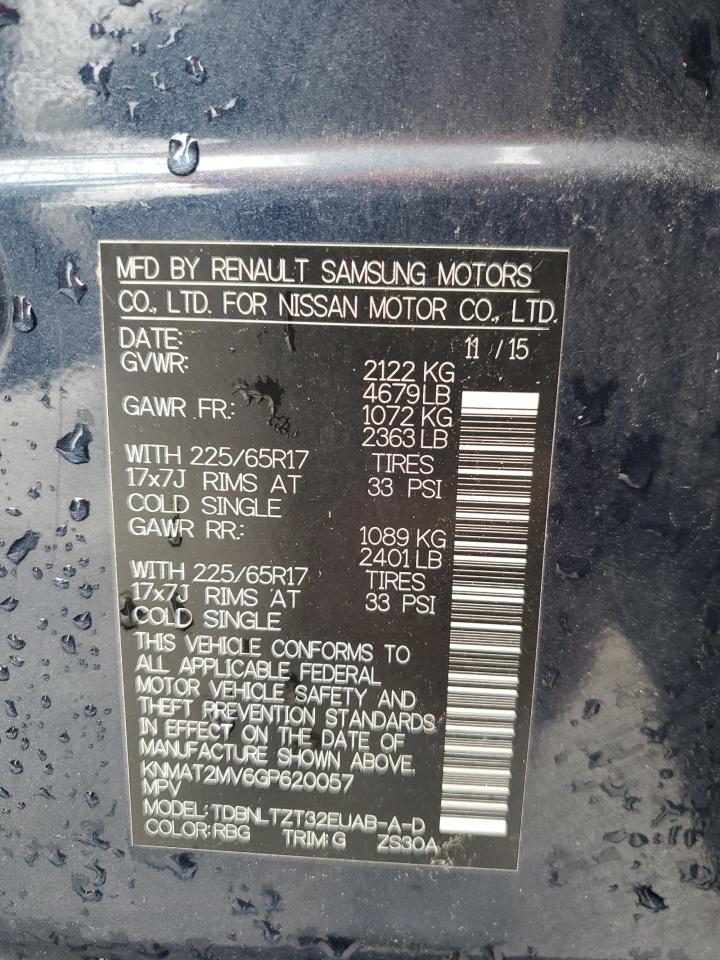 MFD BY RENAULT SAMSUNG MOTORS
CO., LTD. FOR NISSAN MOTOR CO., LTD.
DATE: 11 / 15
GVWR: 2122 KG
4679 LB
GAWR FR.: 1072 KG
2363 LB
WITH 225/65R17 TIRES
17x7J RIMS AT 33 PSI
COLD SINGLE
GAWR RR.: 1089 KG
2401 LB
WITH 225/65R17 TIRES
17x7J RIMS AT 33 PSI
COLD SINGLE
THIS VEHICLE CONFORMS TO
ALL APPLICABLE FEDERAL
MOTOR VEHICLE SAFETY AND
THEFT PREVENTION STANDARDS
IN EFFECT ON THE DATE OF
MANUFACTURE SHOWN ABOVE.
KNMAT2MV6GP620057
MPV
MODEL: TDBNLTZT32EUAB-A-D
COLOR: RBG TRIM: G ZS30A